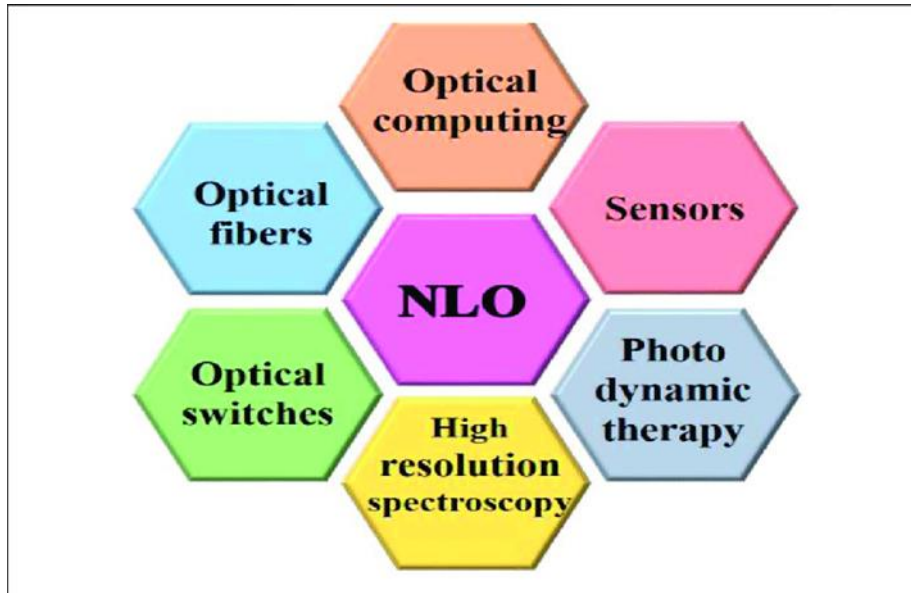 Optical
computing
Optical
fibers
Sensors
NLO
Optical
switches
Photo
dynamic
therapy
High
resolution
spectroscopy